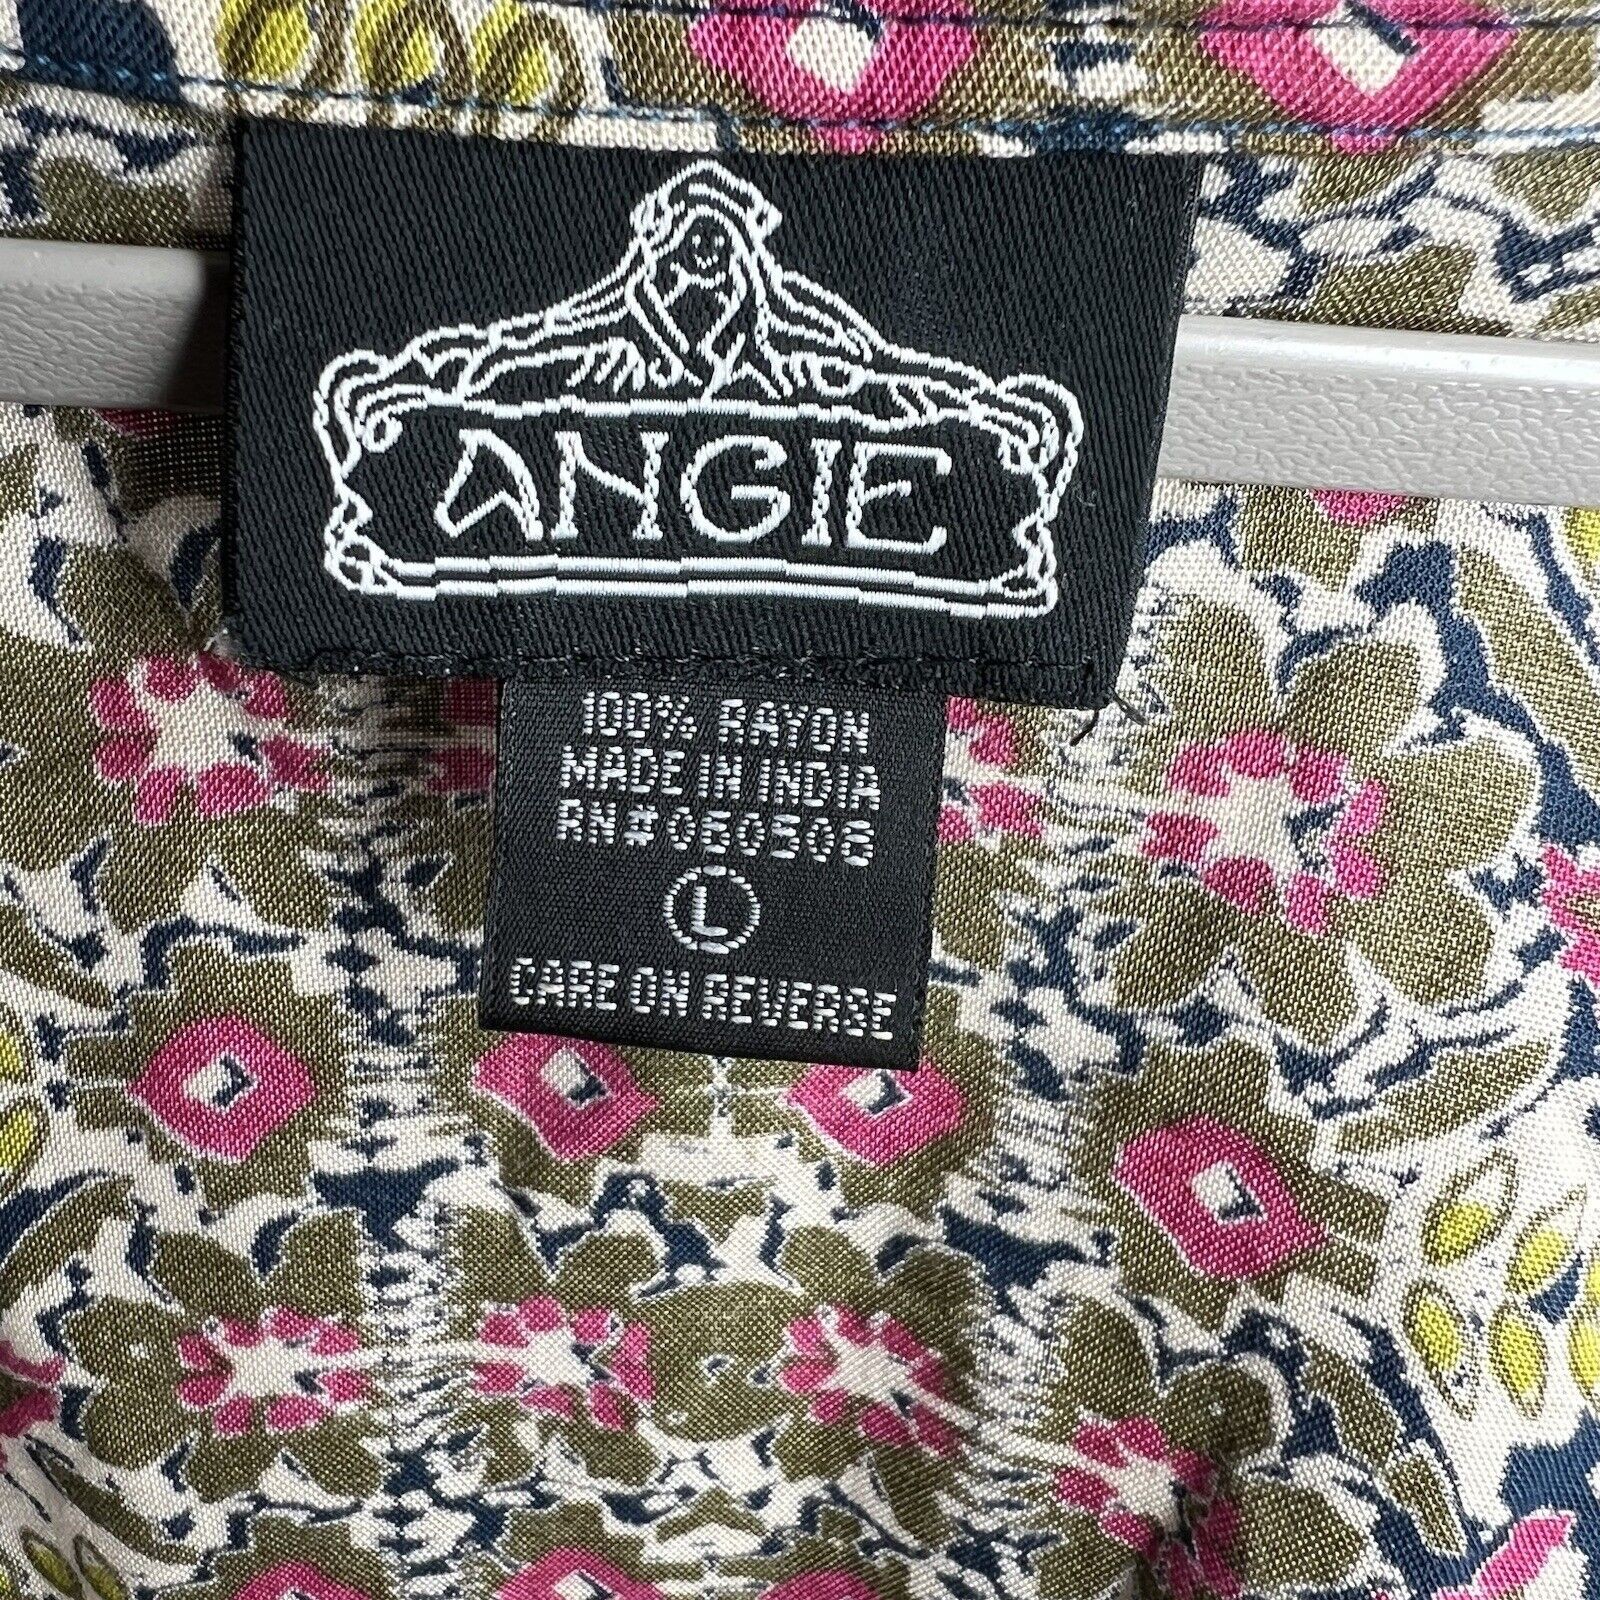 ANGIE
100% RAYON
MADE IN INDIA
RN#060506
L
CARE ON REVERSE